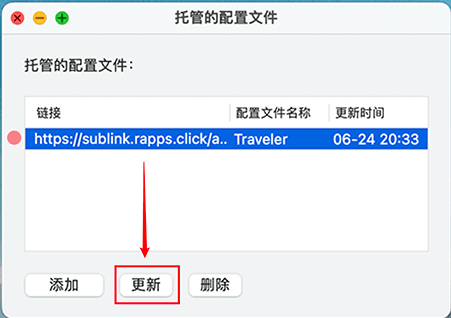 托管的配置文件
托管的配置文件：
链接 配置文件名称 更新时间
https://sublink.rapps.click/a.. Traveler 06-24 20:33
添加 更新 删除